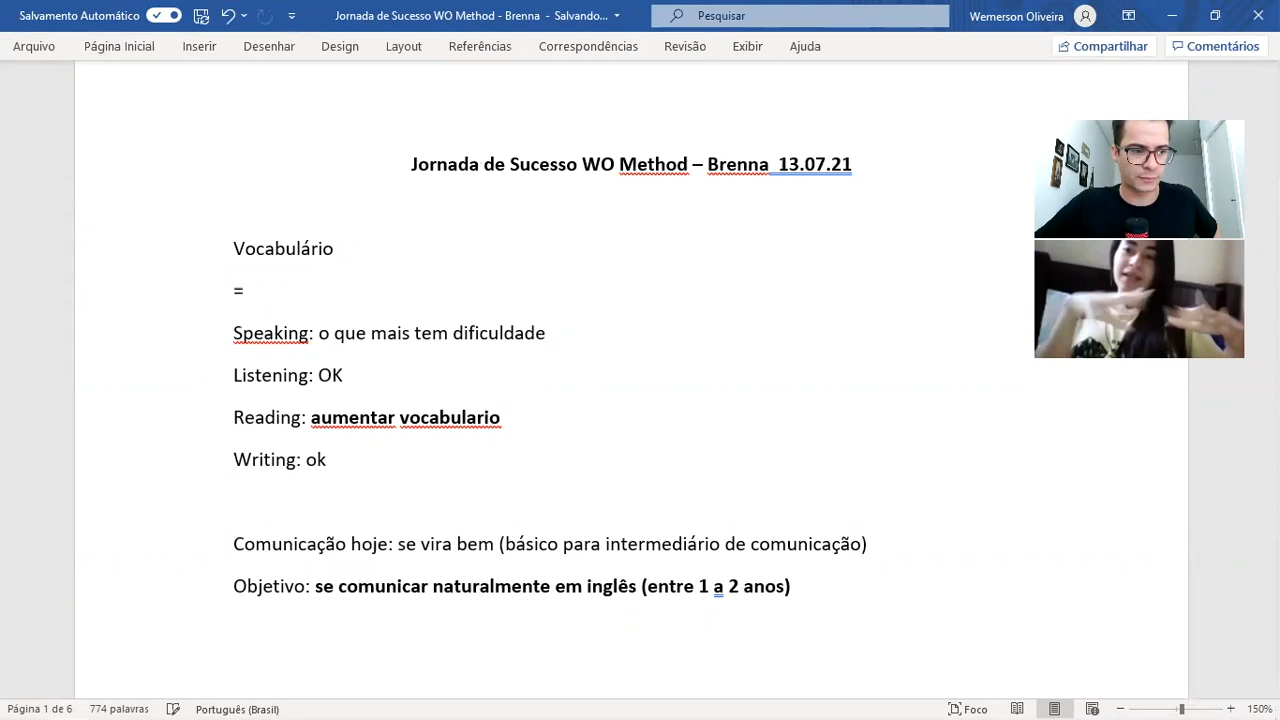 Salvamento Automático
Jornada de Sucesso WO Method - Brenna - Salvando...
Pesquisar
Wemerson Oliveira
Arquivo Página Inicial Inserir Desenhar Design Layout Referências Correspondências Revisão Exibir Ajuda
Compartilhar Comentários
Jornada de Sucesso WO Method – Brenna 13.07.21
Vocabulário
=
Speaking: o que mais tem dificuldade
Listening: OK
Reading: aumentar vocabulario
Writing: ok
Comunicação hoje: se vira bem (básico para intermediário de comunicação)
Objetivo: se comunicar naturalmente em inglês (entre 1 a 2 anos)
Página 1 de 6 774 palavras Português (Brasil) Foco 150%